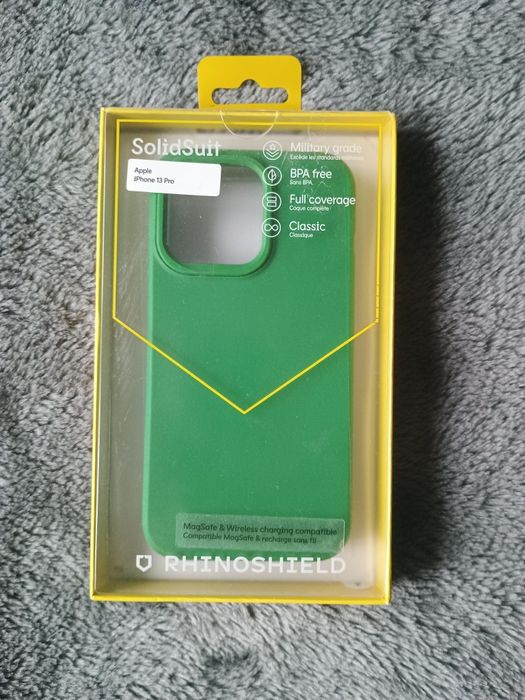 SolidSuit
Apple
iPhone 13 Pro
Military grade
BPA free
Sans BPA
Full coverage
Coque complète
Classic
Classique
MagSafe & Wireless charging compatible
Compatible MagSafe & recharge sans fil
RHINOSHIELD